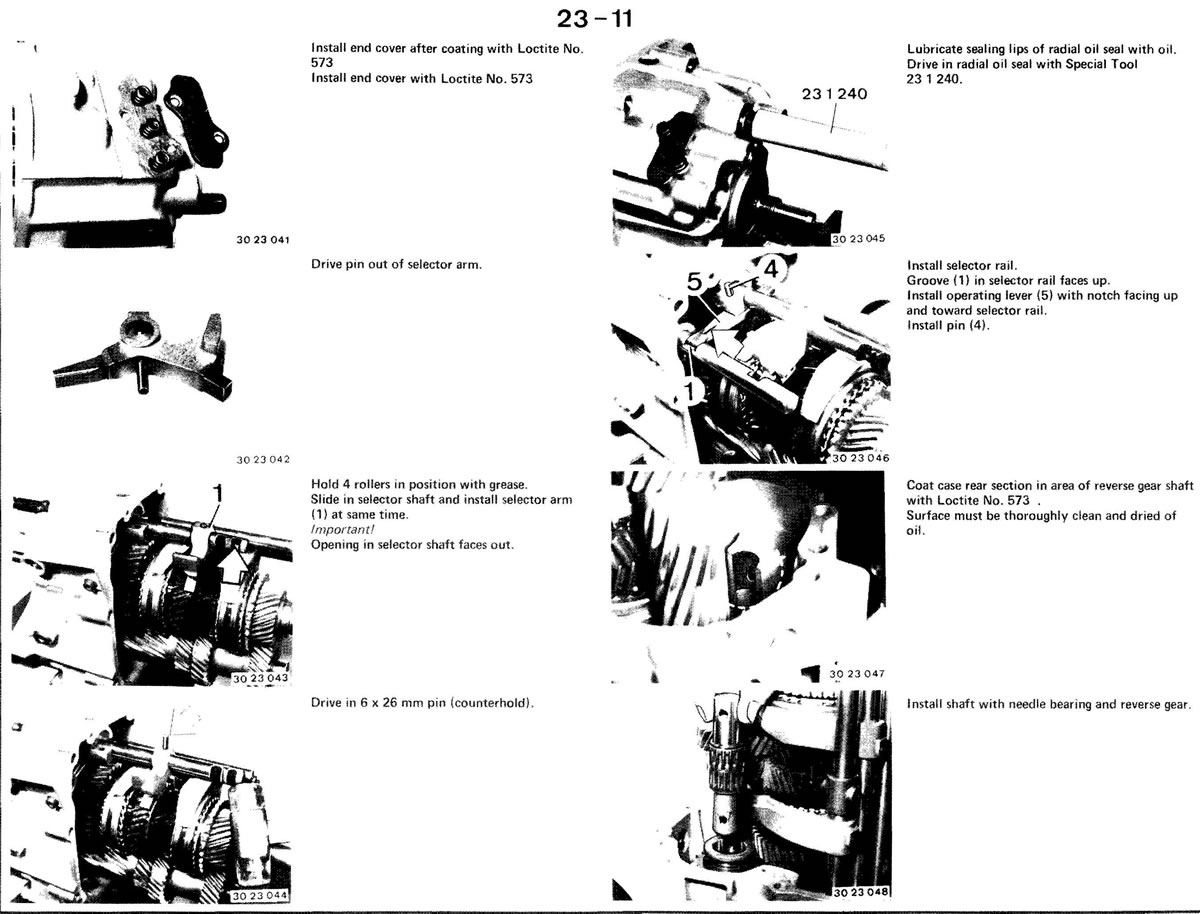 23-11
Install end cover after coating with Loctite No.
573
Install end cover with Loctite No. 573
30 23 041
Drive pin out of selector arm.
30 23 042
Hold 4 rollers in position with grease.
Slide in selector shaft and install selector arm
(1) at same time.
Important!
Opening in selector shaft faces out.
1
30 23 043
Drive in 6 x 26 mm pin (counterhold).
30 23 044
Lubricate sealing lips of radial oil seal with oil.
Drive in radial oil seal with Special Tool
23 1 240.
23 1 240
30 23 045
Install selector rail.
Groove (1) in selector rail faces up.
Install operating lever (5) with notch facing up
and toward selector rail.
Install pin (4).
4
5
1
30 23 046
Coat case rear section in area of reverse gear shaft
with Loctite No. 573 .
Surface must be thoroughly clean and dried of
oil.
30 23 047
Install shaft with needle bearing and reverse gear.
30 23 048